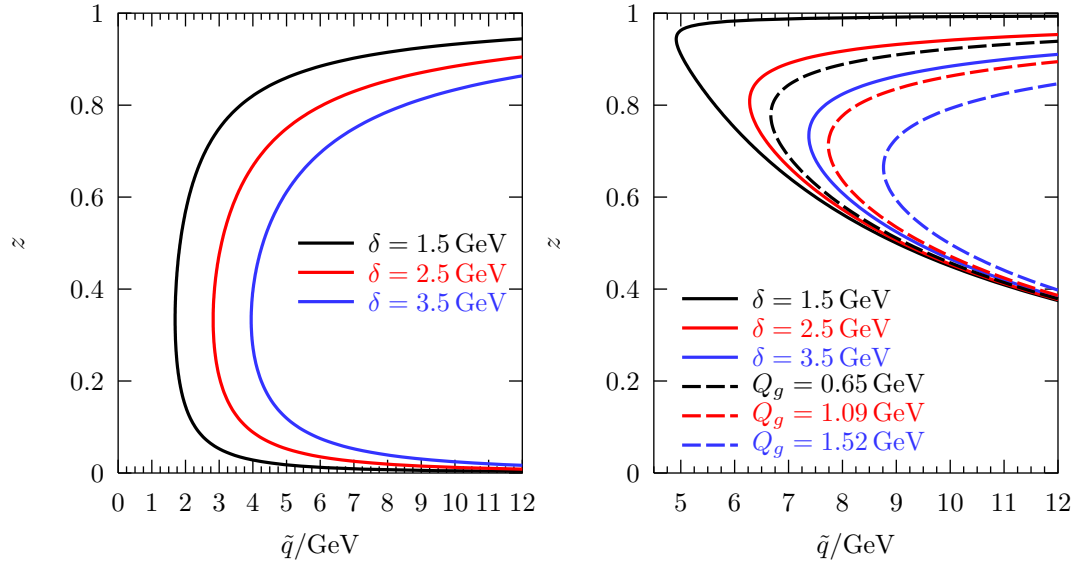 1
0.8
0.6
0.4
0.2
0
z
δ = 1.5 GeV
δ = 2.5 GeV
δ = 3.5 GeV
0 1 2 3 4 5 6 7 8 9 10 11 12
q̃/GeV
1
0.8
0.6
0.4
0.2
0
z
δ = 1.5 GeV
δ = 2.5 GeV
δ = 3.5 GeV
Q_g = 0.65 GeV
Q_g = 1.09 GeV
Q_g = 1.52 GeV
5 6 7 8 9 10 11 12
q̃/GeV